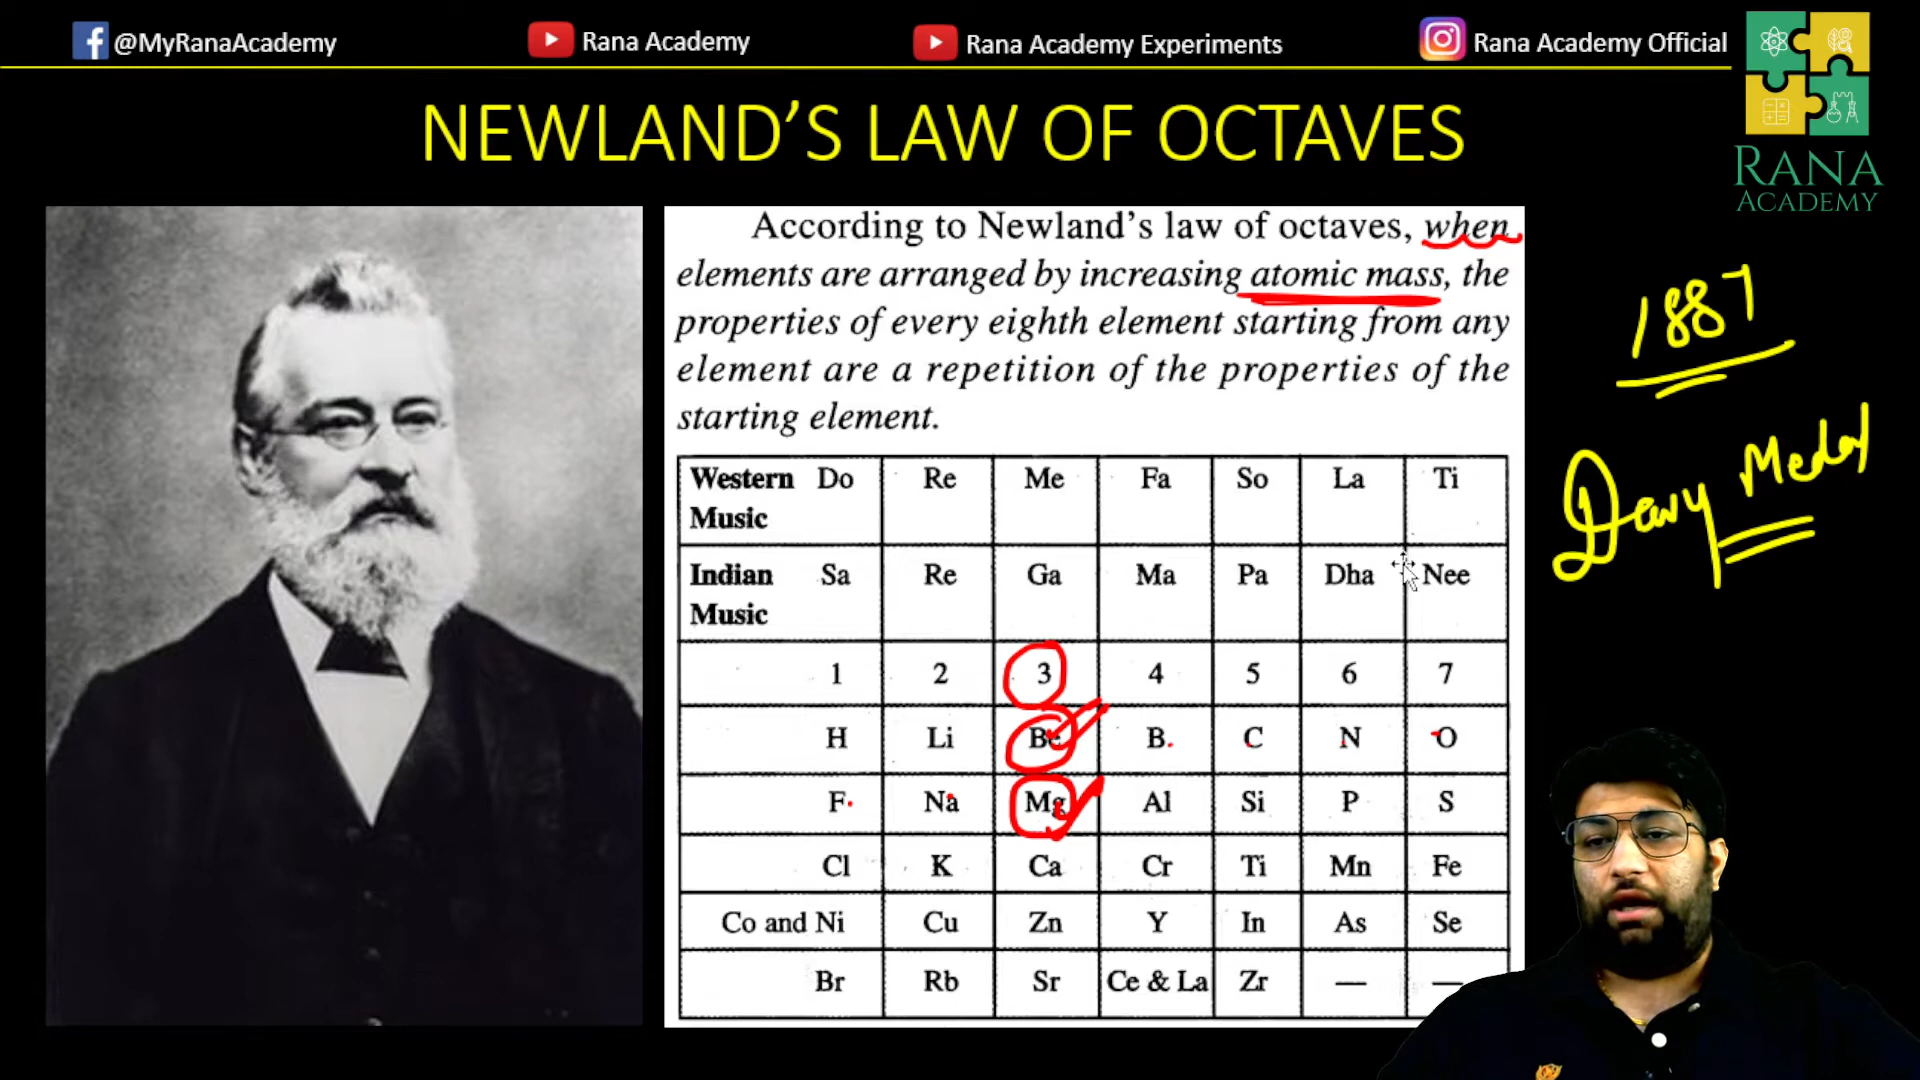 @MyRanaAcademy
Rana Academy
Rana Academy Experiments
Rana Academy Official
RANA
ACADEMY
NEWLAND'S LAW OF OCTAVES
According to Newland's law of octaves, when
elements are arranged by increasing atomic mass, the
properties of every eighth element starting from any
element are a repetition of the properties of the
starting element.
1887
Davy Medal
Western Music Do Re Me Fa So La Ti
Indian Music Sa Re Ga Ma Pa Dha Nee
1 2 3 4 5 6 7
H Li Be B C N O
F Na Mg Al Si P S
Cl K Ca Cr Ti Mn Fe
Co and Ni Cu Zn Y In As Se
Br Rb Sr Ce & La Zr — —